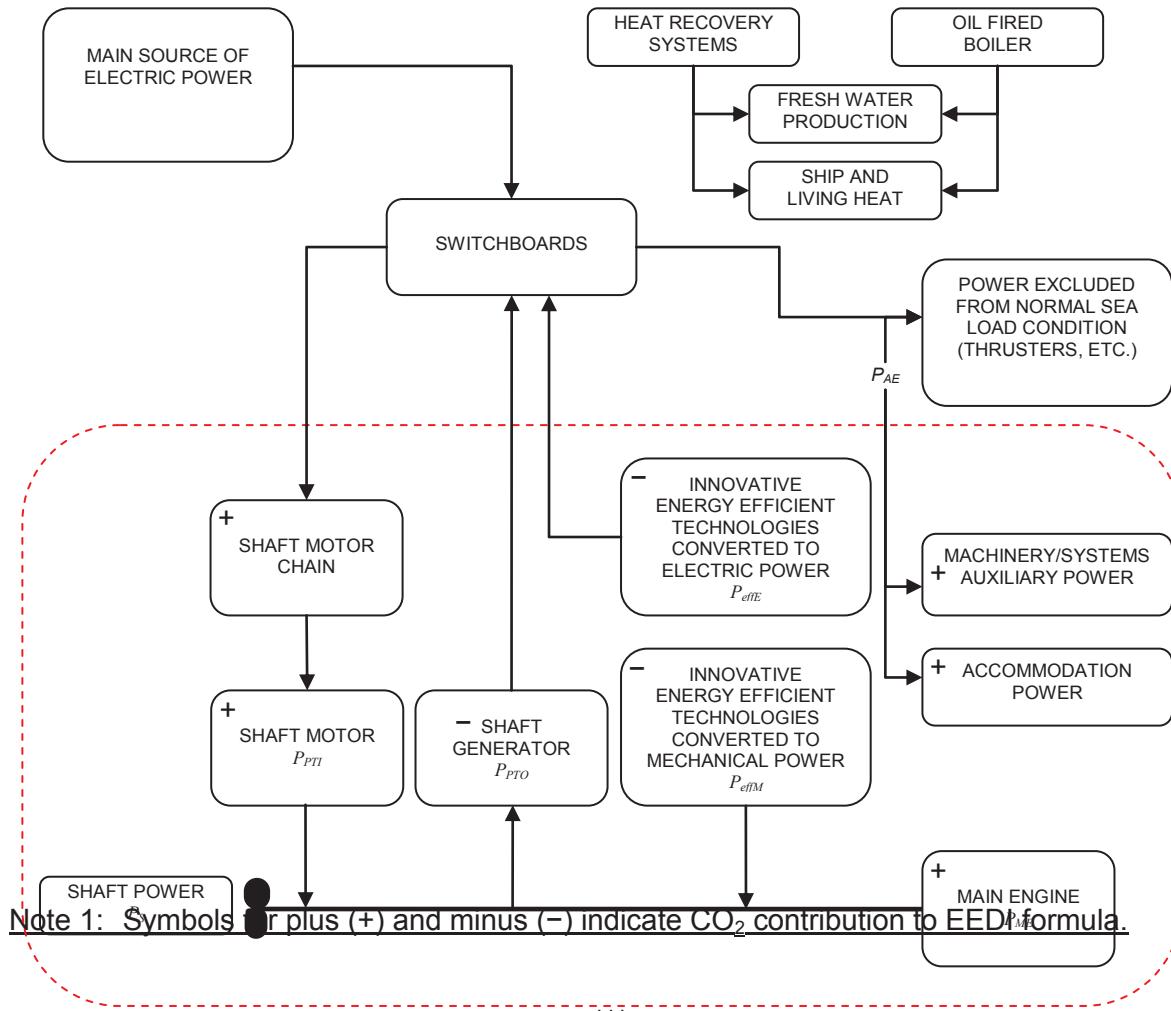 HEAT RECOVERY
SYSTEMS
OIL FIRED
BOILER
MAIN SOURCE OF
ELECTRIC POWER
FRESH WATER
PRODUCTION
SHIP AND
LIVING HEAT
SWITCHBOARDS
POWER EXCLUDED
FROM NORMAL SEA
LOAD CONDITION
(THRUSTERS, ETC.)
P_AE
+
SHAFT MOTOR
CHAIN
−
INNOVATIVE
ENERGY EFFICIENT
TECHNOLOGIES
CONVERTED TO
ELECTRIC POWER
P_effE
+
MACHINERY/SYSTEMS
AUXILIARY POWER
+
ACCOMMODATION
POWER
+
SHAFT MOTOR
P_PTI
− SHAFT
GENERATOR
P_PTO
−
INNOVATIVE
ENERGY EFFICIENT
TECHNOLOGIES
CONVERTED TO
MECHANICAL POWER
P_effM
SHAFT POWER
+
MAIN ENGINE
P_ME
Note 1: Symbols for plus (+) and minus (−) indicate CO₂ contribution to EEDI formula.
...